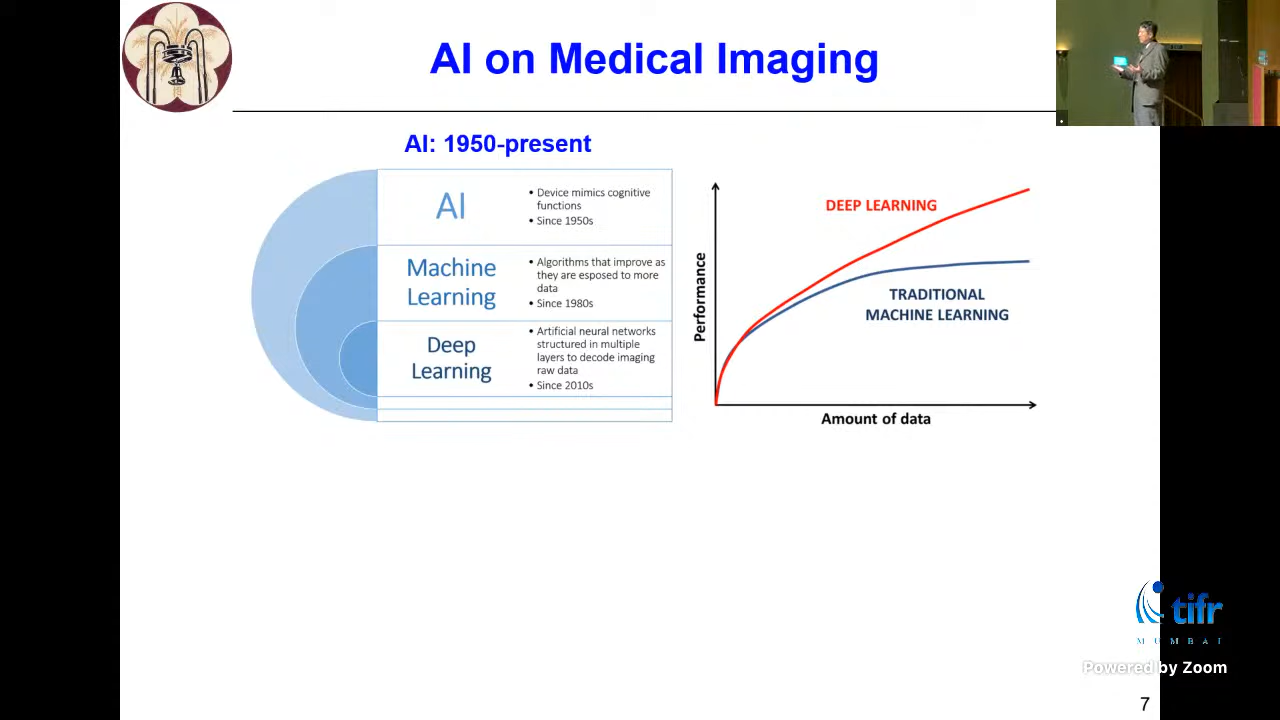 AI on Medical Imaging
AI: 1950-present
AI
• Device mimics cognitive
functions
• Since 1950s
Machine
Learning
• Algorithms that improve as
they are esposed to more
data
• Since 1980s
Deep
Learning
• Artificial neural networks
structured in multiple
layers to decode imaging
raw data
• Since 2010s
Performance
DEEP LEARNING
TRADITIONAL
MACHINE LEARNING
Amount of data
tifr
MUMBAI
Powered by Zoom
7